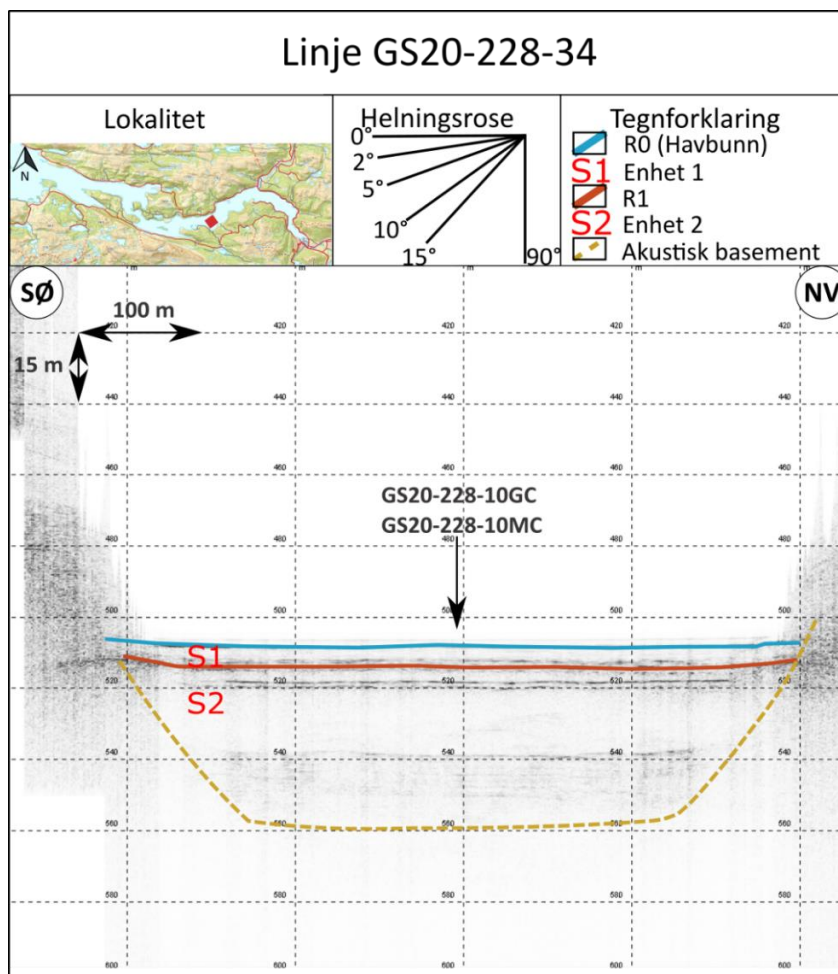 Linje GS20-228-34
Lokalitet
N
Helningsrose
0°
2°
5°
10°
15°
90°
Tegnforklaring
R0 (Havbunn)
S1 Enhet 1
R1
S2 Enhet 2
Akustisk basement
SØ
NV
100 m
15 m
420 420 420
440 440 440 440 440
460 460 460 460 460
GS20-228-10GC
GS20-228-10MC
480 480 480 480 480
500 500 500 500
S1
520 520 520 520
S2
540 540 540 540 540
560 560 560 560 560
580 580 580 580 580
600 600 600 600 600